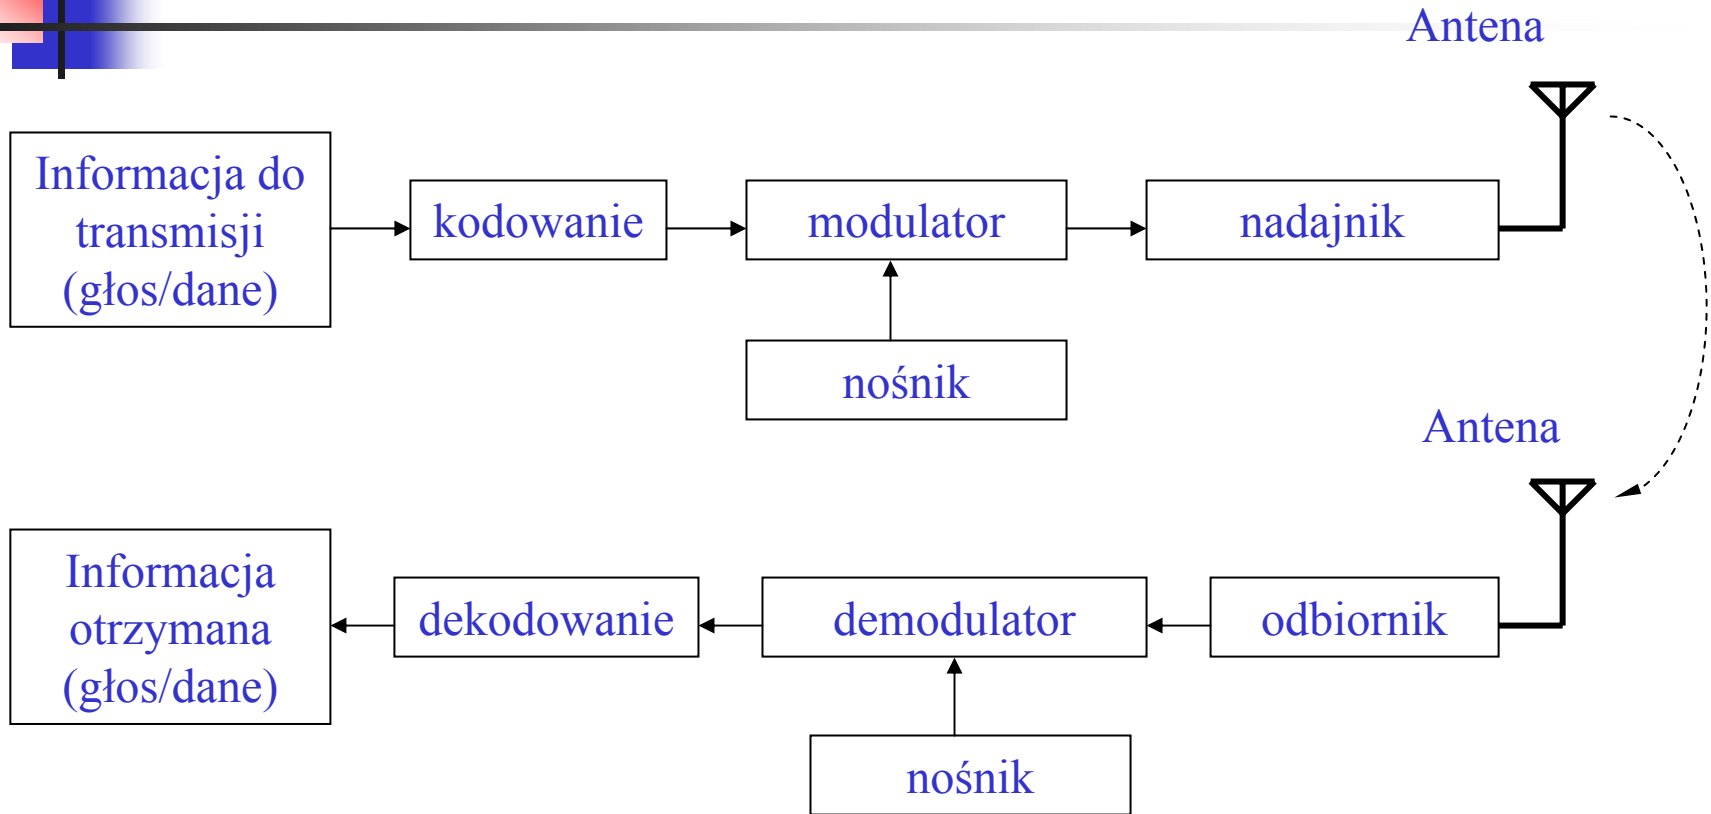 Antena
Informacja do
transmisji
(głos/dane)
kodowanie
modulator
nadajnik
nośnik
Antena
Informacja
otrzymana
(głos/dane)
dekodowanie
demodulator
odbiornik
nośnik